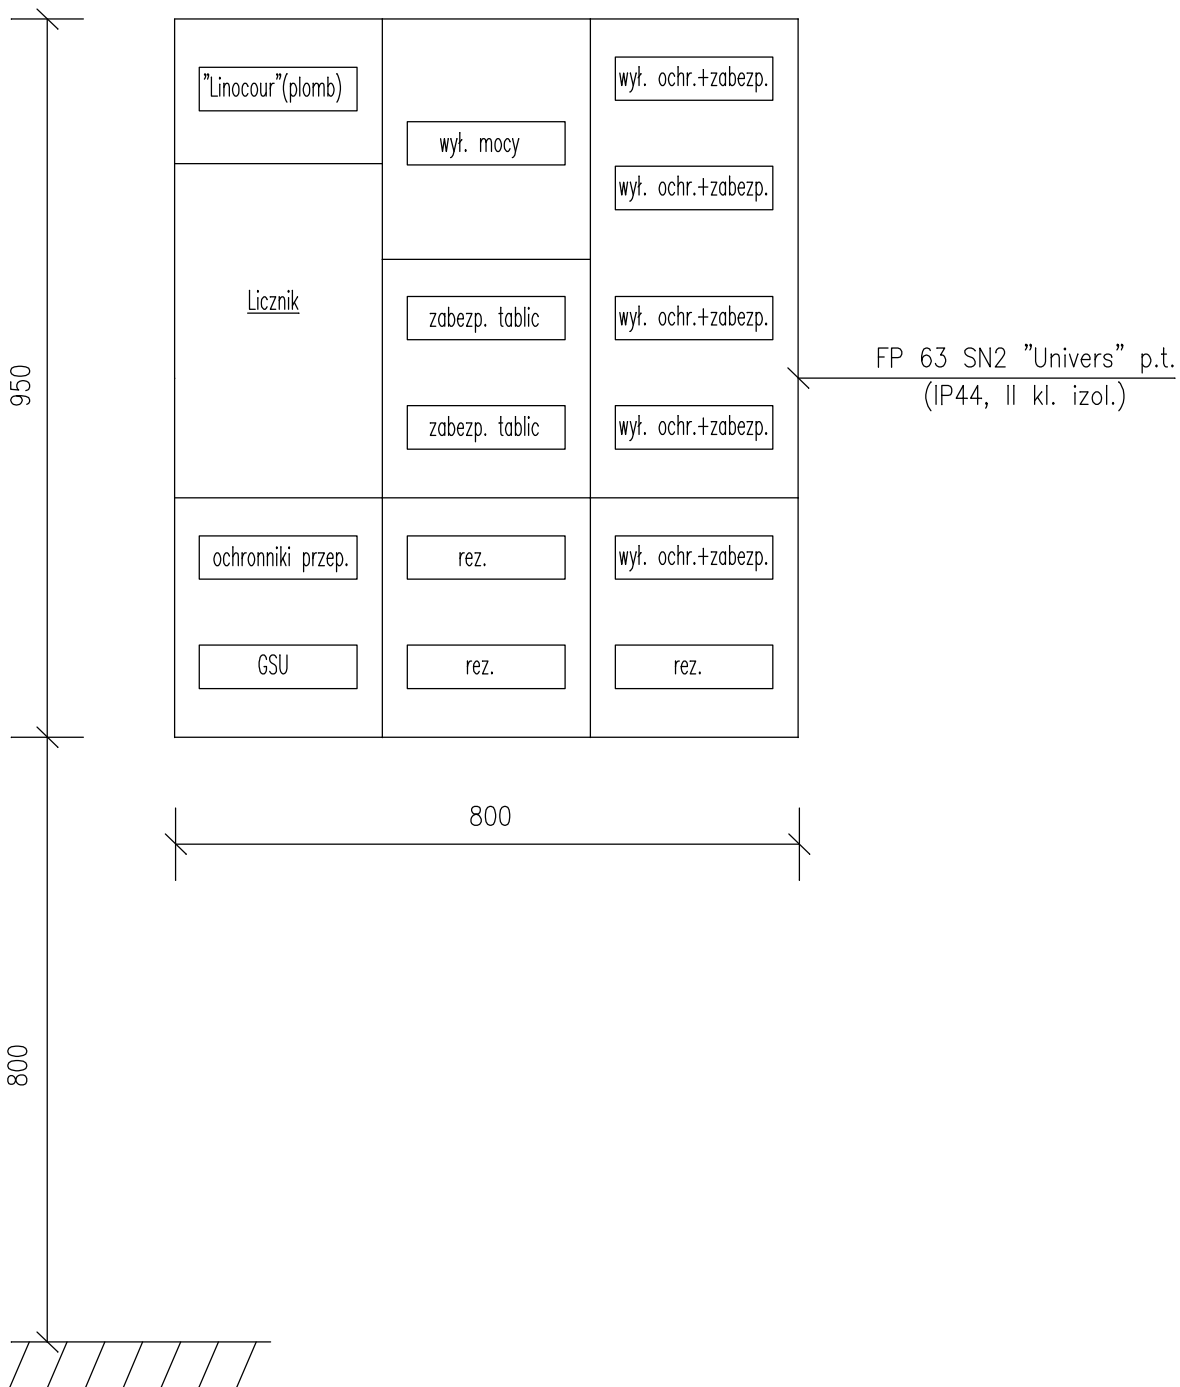 "Linocour"(plomb)
Licznik
ochronniki przep.
GSU
wył. mocy
zabezp. tablic
zabezp. tablic
rez.
rez.
wył. ochr.+zabezp.
wył. ochr.+zabezp.
wył. ochr.+zabezp.
wył. ochr.+zabezp.
wył. ochr.+zabezp.
rez.
FP 63 SN2 "Univers" p.t.
(IP44, II kl. izol.)
950
800
800